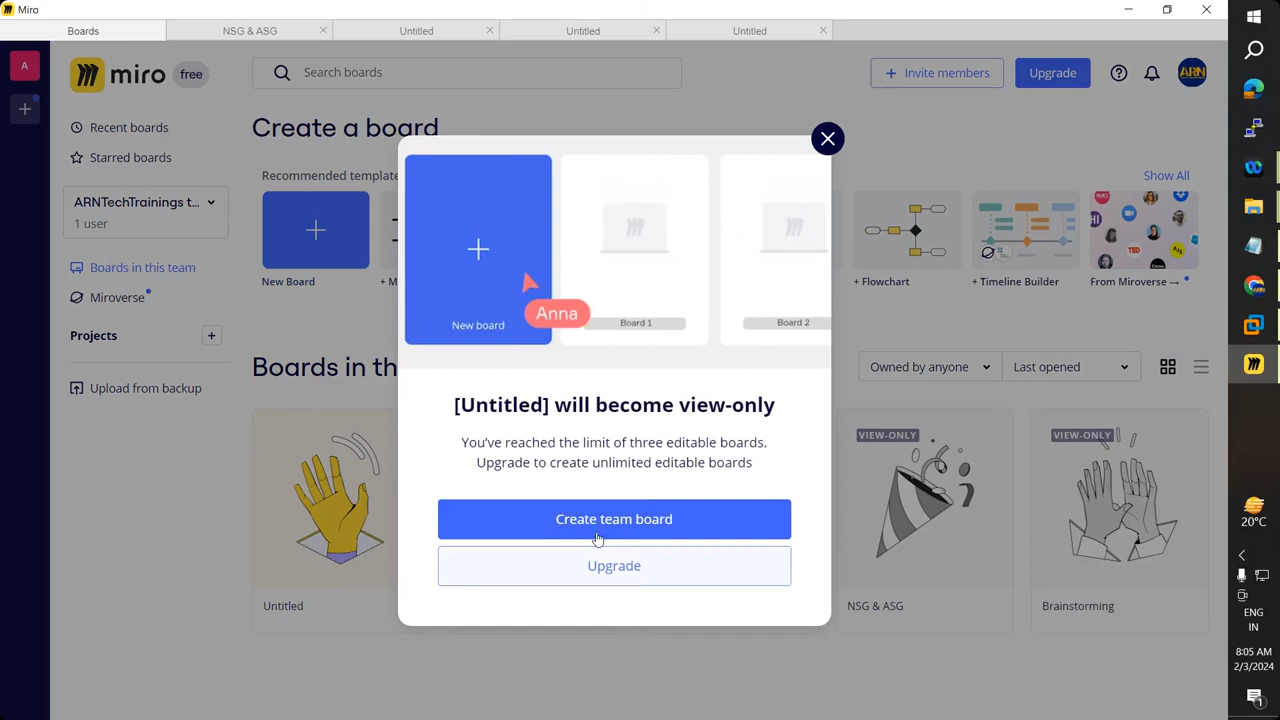 Miro
Boards
NSG & ASG
Untitled
Untitled
Untitled
A
miro
free
Search boards
Invite members
Upgrade
ARN
Recent boards
Starred boards
ARNTechTrainings t...
1 user
Boards in this team
Miroverse
Projects
Upload from backup
Create a board
Recommended template
Show All
New Board
+ M
+ Flowchart
+ Timeline Builder
From Miroverse →
TED
Boards in th
Owned by anyone
Last opened
VIEW-ONLY
VIEW-ONLY
Untitled
NSG & ASG
Brainstorming
New board
Anna
Board 1
Board 2
[Untitled] will become view-only
You've reached the limit of three editable boards.
Upgrade to create unlimited editable boards
Create team board
Upgrade
20°C
ENG
IN
8:05 AM
2/3/2024
1